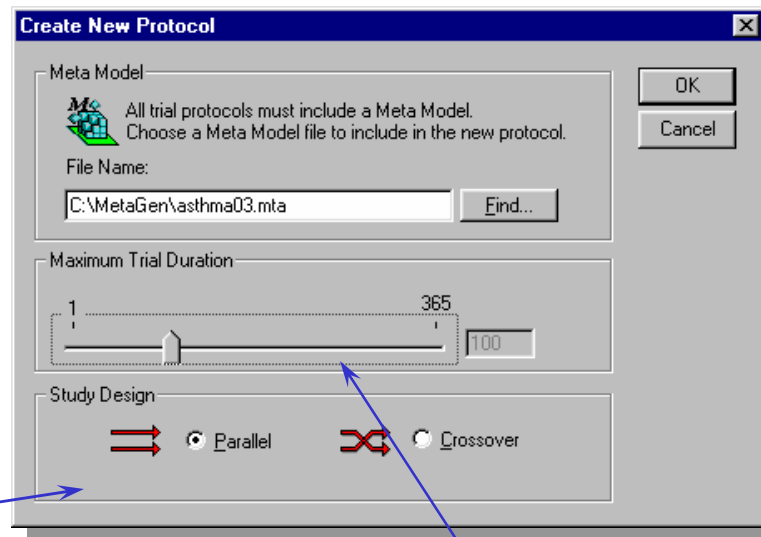 Create New Protocol
Meta Model
All trial protocols must include a Meta Model.
Choose a Meta Model file to include in the new protocol.
File Name:
C:\MetaGen\asthma03.mta
Find...
OK
Cancel
Maximum Trial Duration
1 365
100
Study Design
Parallel
Crossover